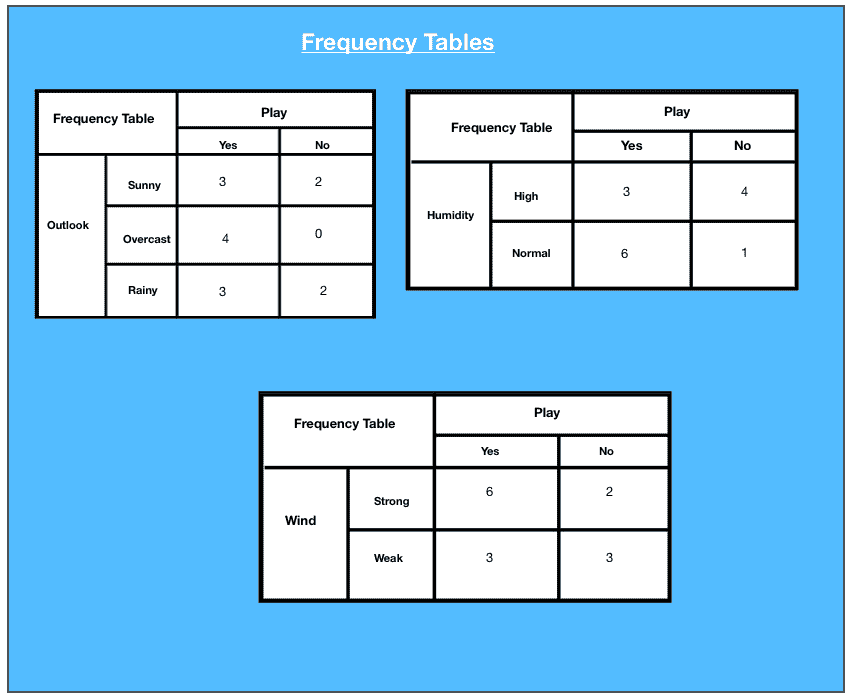 Frequency Tables
Frequency Table Play
Yes No
Outlook Sunny 3 2
Overcast 4 0
Rainy 3 2
Frequency Table Play
Yes No
Humidity High 3 4
Normal 6 1
Frequency Table Play
Yes No
Wind Strong 6 2
Weak 3 3